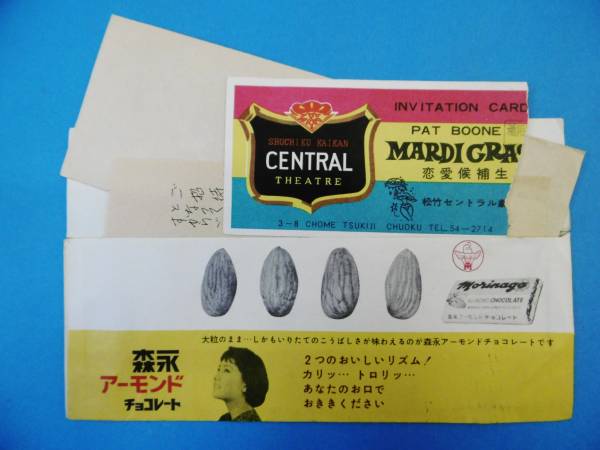 INVITATION CARD
PAT BOONE
MARDI GRAS
恋愛候補生
SHOCHIKU KAIKAN
CENTRAL
THEATRE
松竹セントラル劇
3-8 CHOME TSUKIJI CHUOKU TEL.54-2714
Morinaga
ALMOND CHOCOLATE
森永アーモンドチョコレート
大粒のまま…しかもいりたてのこうばしさが味わえるのが森永アーモンドチョコレートです
森永
アーモンド
チョコレート
2つのおいしいリズム!
カリッ… トロリッ…
あなたのお口で
おききください